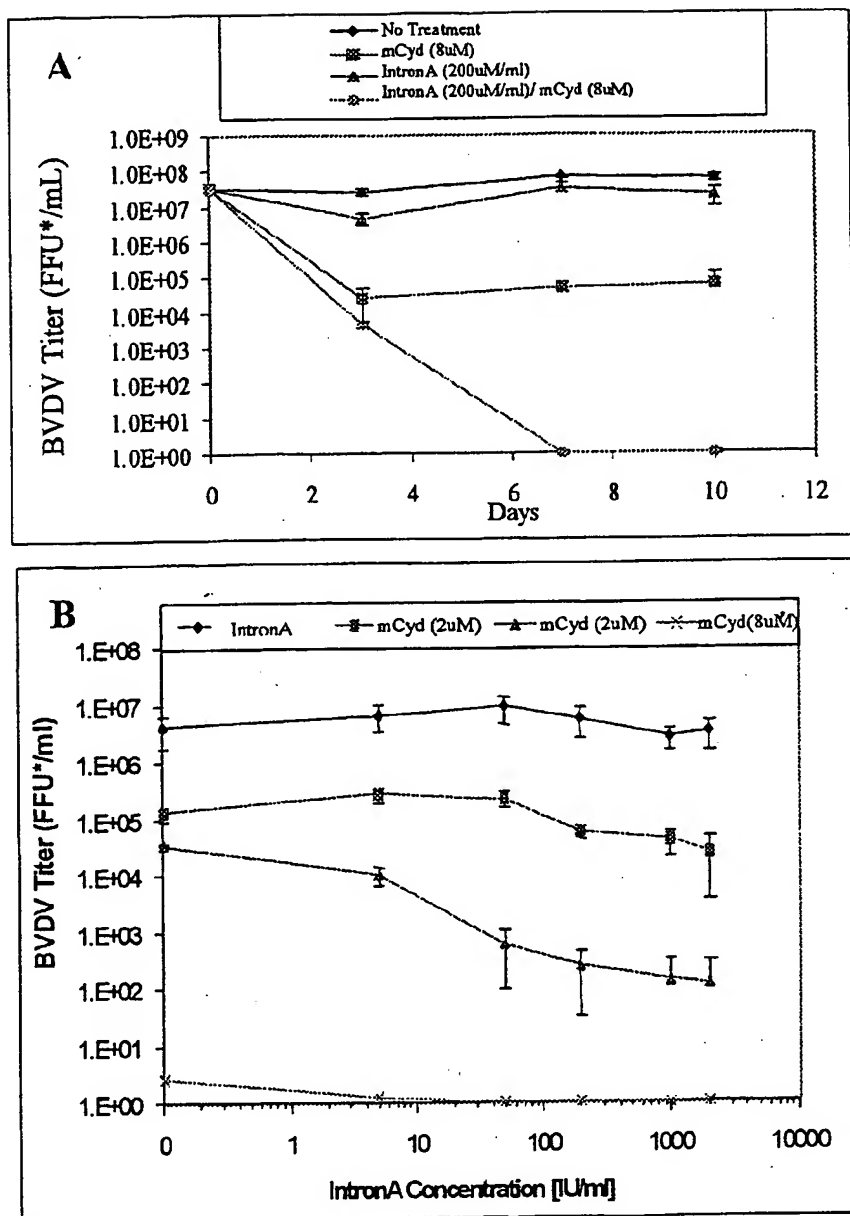 A
No Treatment
mCyd (8uM)
IntronA (200uM/ml)
IntronA (200uM/ml)/ mCyd (8uM)
BVDV Titer (FFU*/mL)
1.0E+09
1.0E+08
1.0E+07
1.0E+06
1.0E+05
1.0E+04
1.0E+03
1.0E+02
1.0E+01
1.0E+00
0 2 4 6 8 10 12
Days
B
IntronA mCyd (2uM) mCyd (2uM) mCyd(8uM)
BVDV Titer (FFU*/ml)
1.E+08
1.E+07
1.E+06
1.E+05
1.E+04
1.E+03
1.E+02
1.E+01
1.E+00
0 1 10 100 1000 10000
IntronA Concentration [IU/ml]